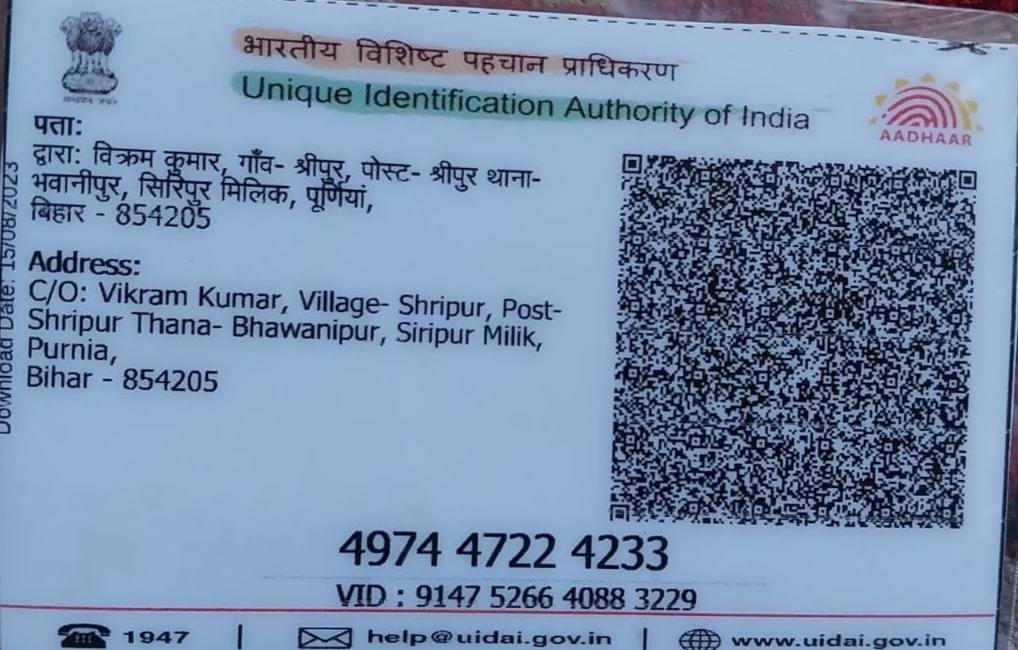 भारतीय विशिष्ट पहचान प्राधिकरण
Unique Identification Authority of India
AADHAAR
पता:
द्वारा: विक्रम कुमार, गाँव- श्रीपुर, पोस्ट- श्रीपुर थाना-
भवानीपुर, सिरिपुर मिलिक, पूर्णिया,
बिहार - 854205
Download Date: 15/08/2023
Address:
C/O: Vikram Kumar, Village- Shripur, Post-
Shripur Thana- Bhawanipur, Siripur Milik,
Purnia,
Bihar - 854205
4974 4722 4233
VID : 9147 5266 4088 3229
1947 | help@uidai.gov.in | www.uidai.gov.in